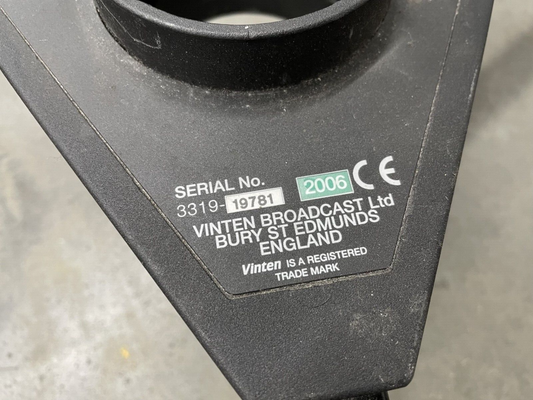 SERIAL No.
3319-19781 2006 CE
VINTEN BROADCAST Ltd
BURY ST EDMUNDS
ENGLAND
Vinten IS A REGISTERED
TRADE MARK